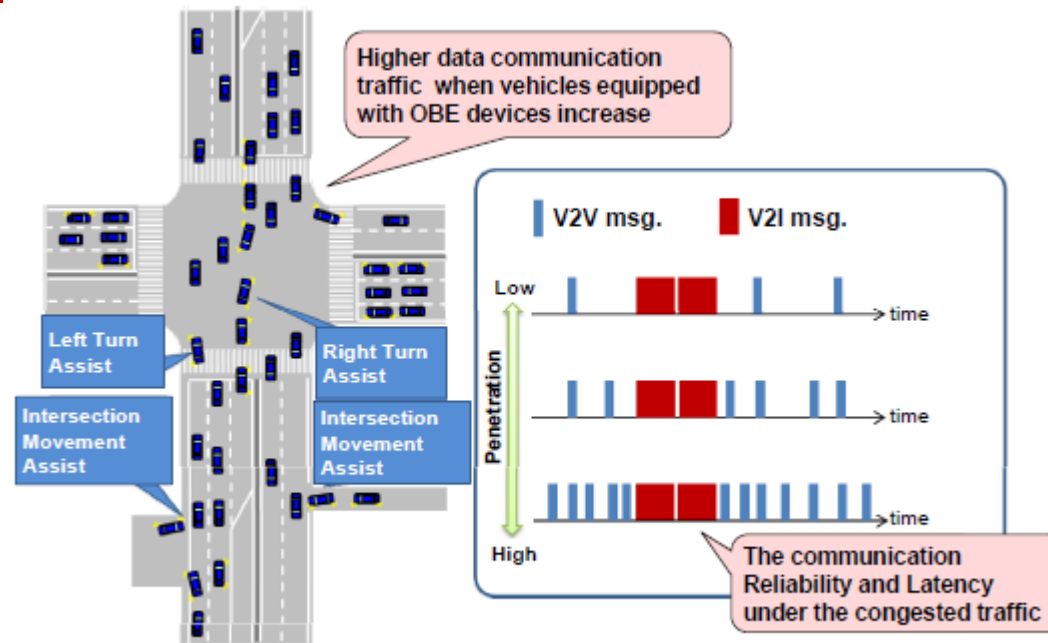 Higher data communication
traffic when vehicles equipped
with OBE devices increase
V2V msg.
V2I msg.
Low
time
Left Turn
Assist
Right Turn
Assist
Penetration
time
Intersection
Movement
Assist
Intersection
Movement
Assist
time
High
The communication
Reliability and Latency
under the congested traffic